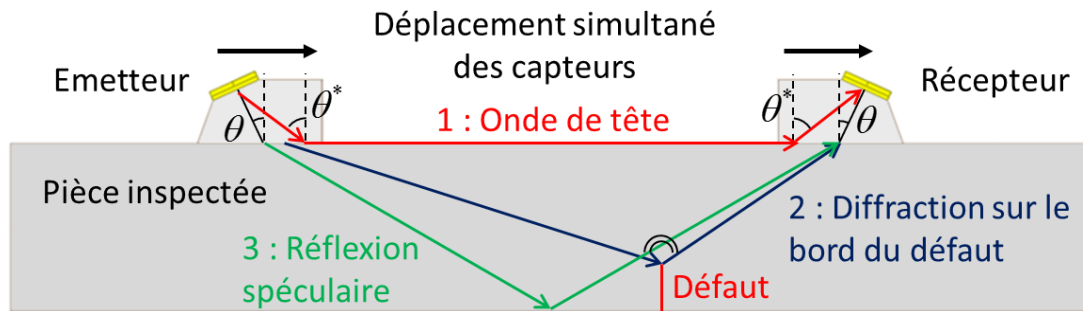 Déplacement simultané
des capteurs
Emetteur
Récepteur
θ
θ*
1 : Onde de tête
θ*
θ
Pièce inspectée
2 : Diffraction sur le
bord du défaut
3 : Réflexion
spéculaire
Défaut